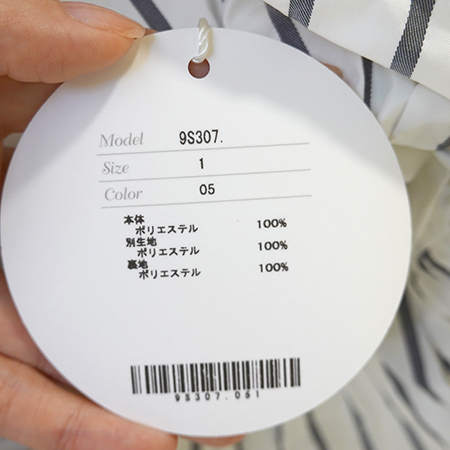 Model 9S307.
Size 1
Color 05
本体
ポリエステル 100%
別生地
ポリエステル 100%
裏地
ポリエステル 100%
9S307.051